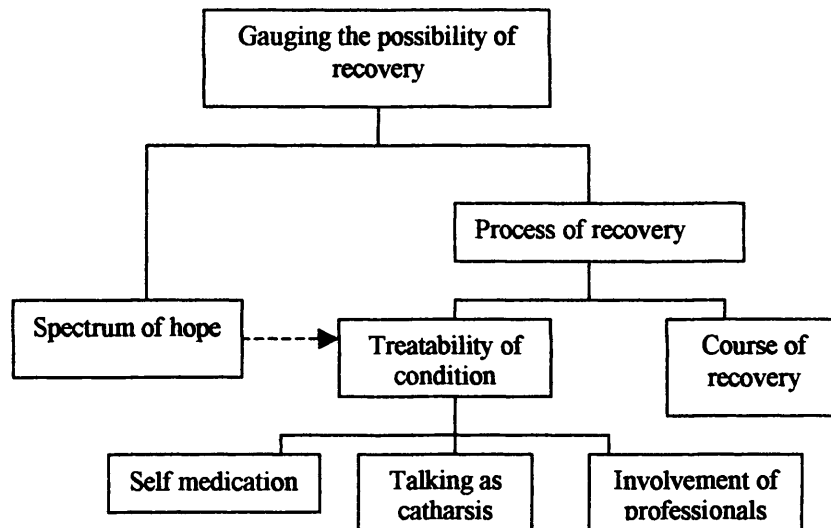 Gauging the possibility of
recovery
Process of recovery
Spectrum of hope
Treatability of
condition
Course of
recovery
Self medication
Talking as
catharsis
Involvement of
professionals